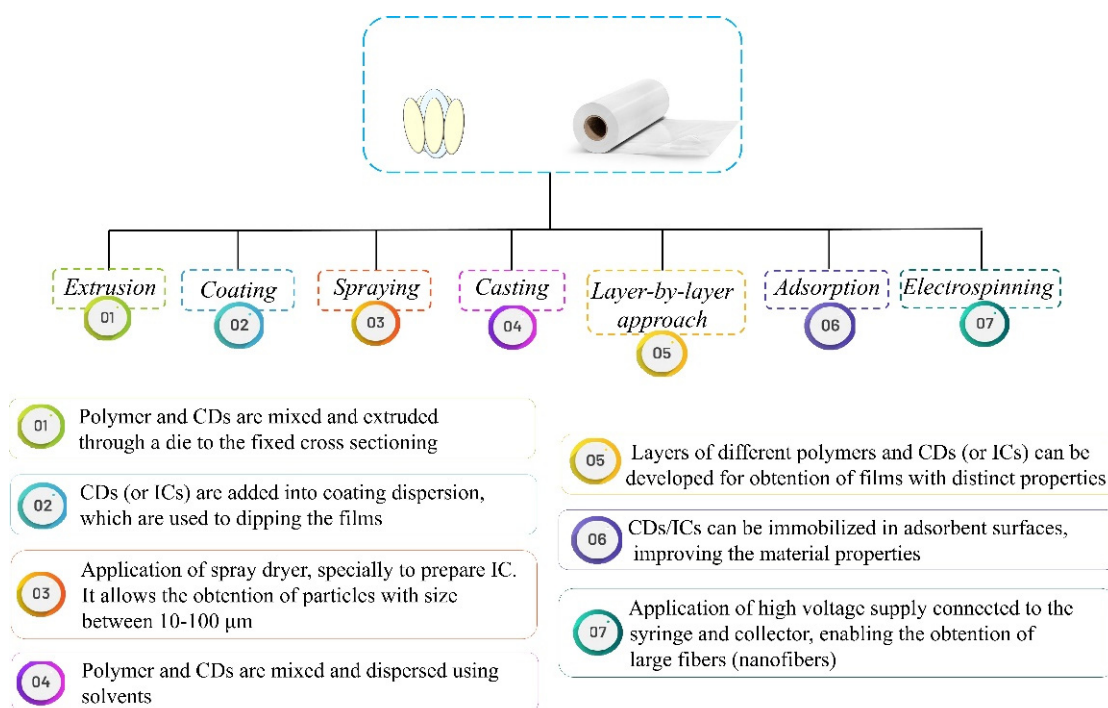 Extrusion
01
Coating
02
Spraying
03
Casting
04
Layer-by-layer
approach
05
Adsorption
06
Electrospinning
07
01
Polymer and CDs are mixed and extruded
through a die to the fixed cross sectioning
02
CDs (or ICs) are added into coating dispersion,
which are used to dipping the films
03
Application of spray dryer, specially to prepare IC.
It allows the obtention of particles with size
between 10-100 μm
04
Polymer and CDs are mixed and dispersed using
solvents
05
Layers of different polymers and CDs (or ICs) can be
developed for obtention of films with distinct properties
06
CDs/ICs can be immobilized in adsorbent surfaces,
improving the material properties
07
Application of high voltage supply connected to the
syringe and collector, enabling the obtention of
large fibers (nanofibers)